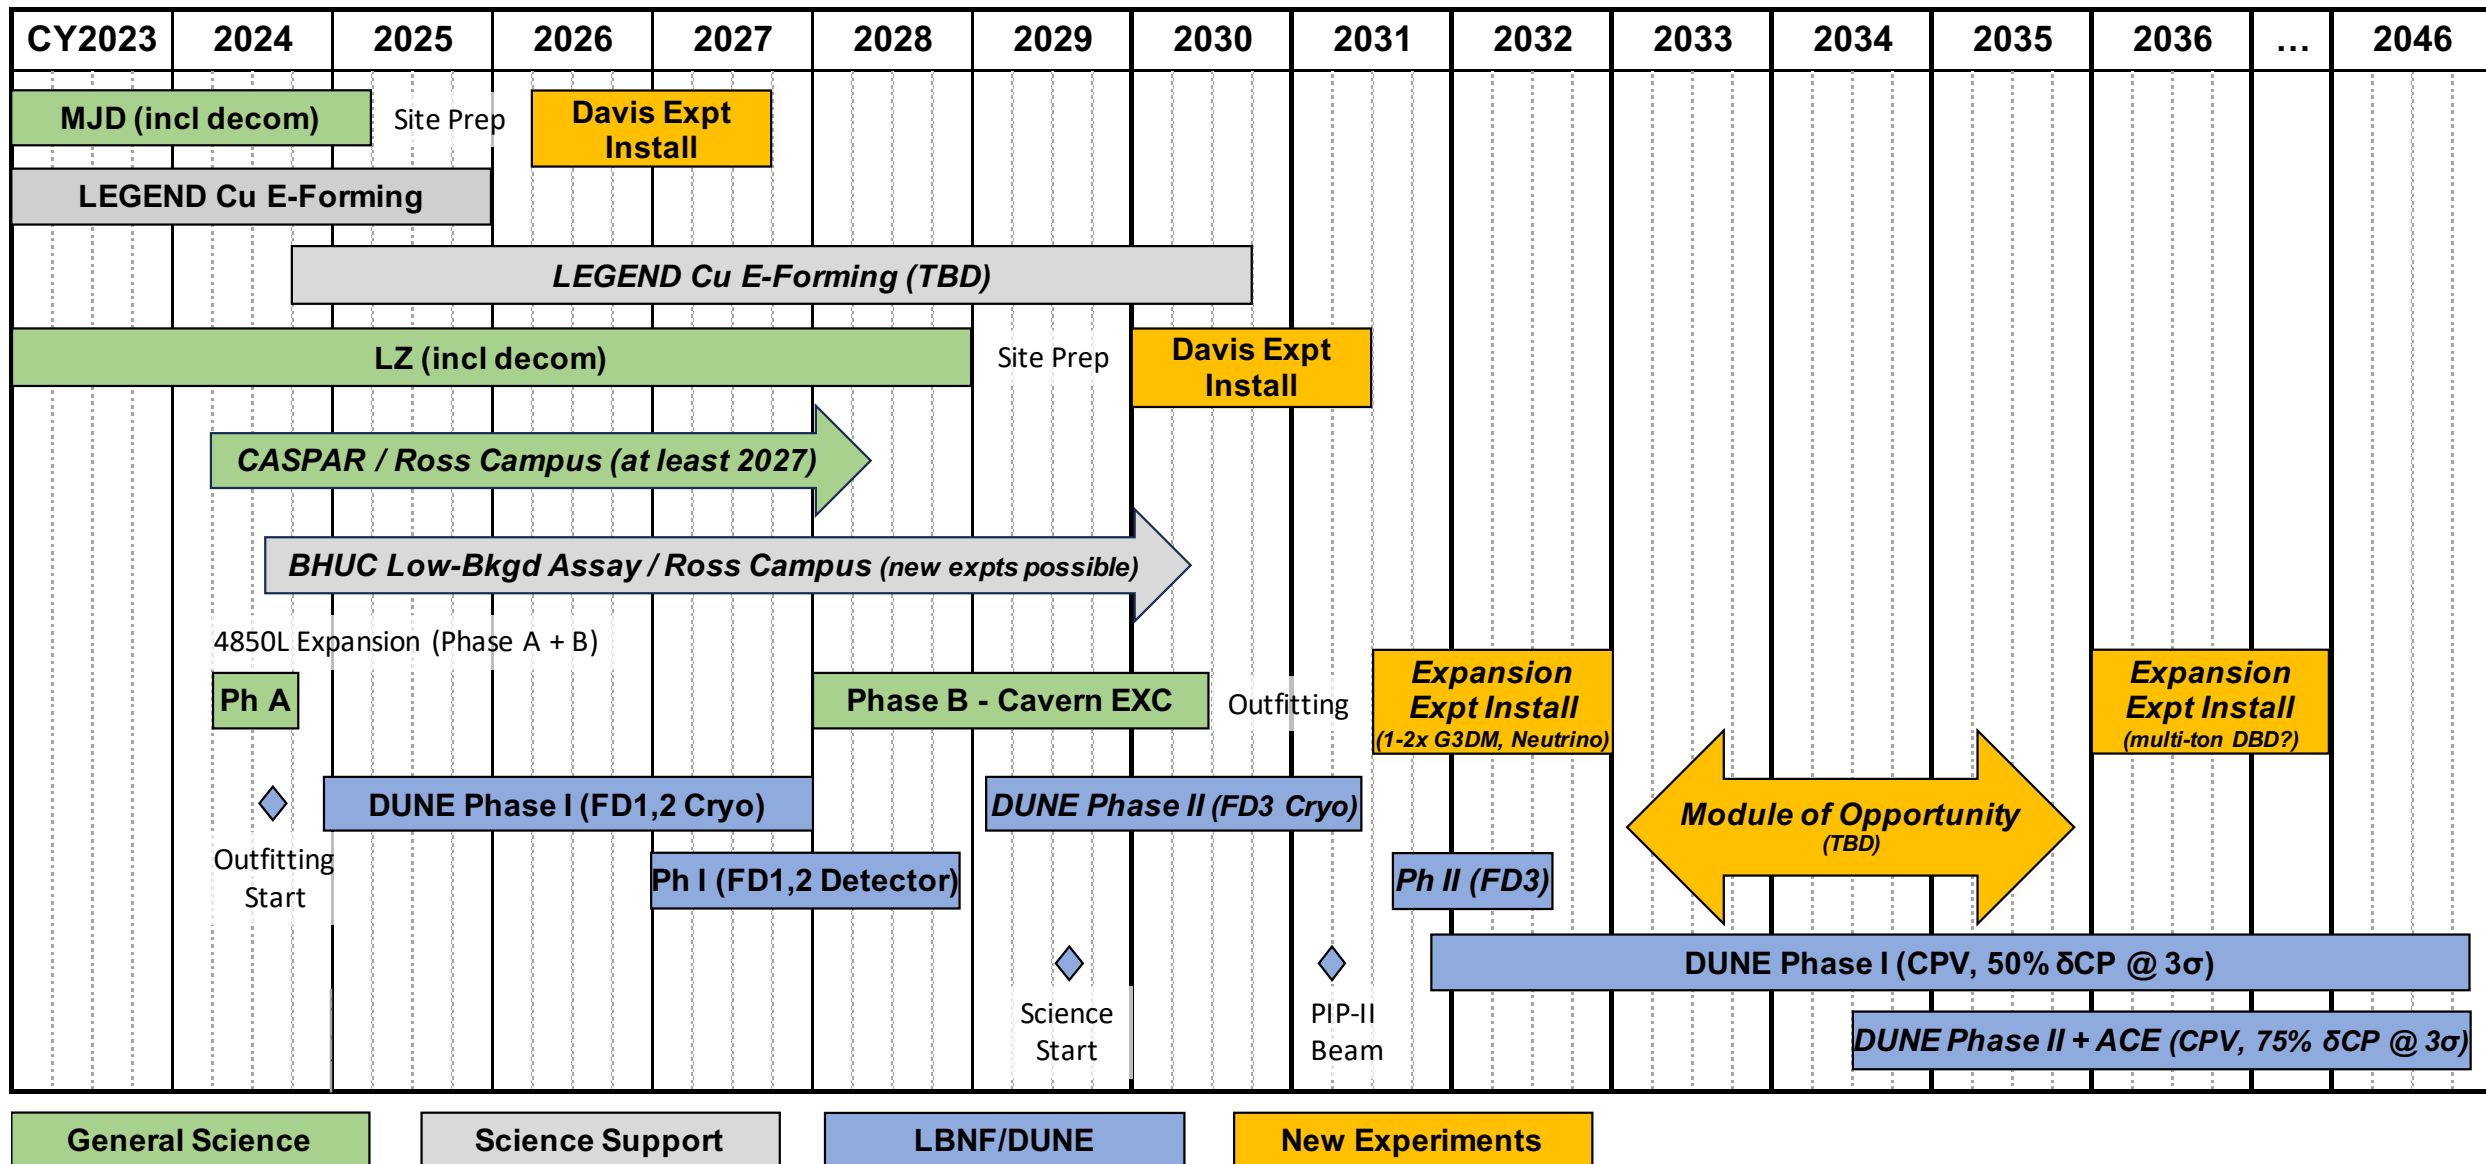 CY2023 2024 2025 2026 2027 2028 2029 2030 2031 2032 2033 2034 2035 2036 ... 2046
MJD (incl decom)
Site Prep
Davis Expt
Install
LEGEND Cu E-Forming
LEGEND Cu E-Forming (TBD)
LZ (incl decom)
Site Prep
Davis Expt
Install
CASPAR / Ross Campus (at least 2027)
BHUC Low-Bkgd Assay / Ross Campus (new expts possible)
4850L Expansion (Phase A + B)
Ph A
Phase B - Cavern EXC
Outfitting
Expansion
Expt Install
(1-2x G3DM, Neutrino)
Expansion
Expt Install
(multi-ton DBD?)
DUNE Phase I (FD1,2 Cryo)
DUNE Phase II (FD3 Cryo)
Module of Opportunity
(TBD)
Outfitting
Start
Ph I (FD1,2 Detector)
Ph II (FD3)
DUNE Phase I (CPV, 50% δCP @ 3σ)
Science
Start
PIP-II
Beam
DUNE Phase II + ACE (CPV, 75% δCP @ 3σ)
General Science
Science Support
LBNF/DUNE
New Experiments